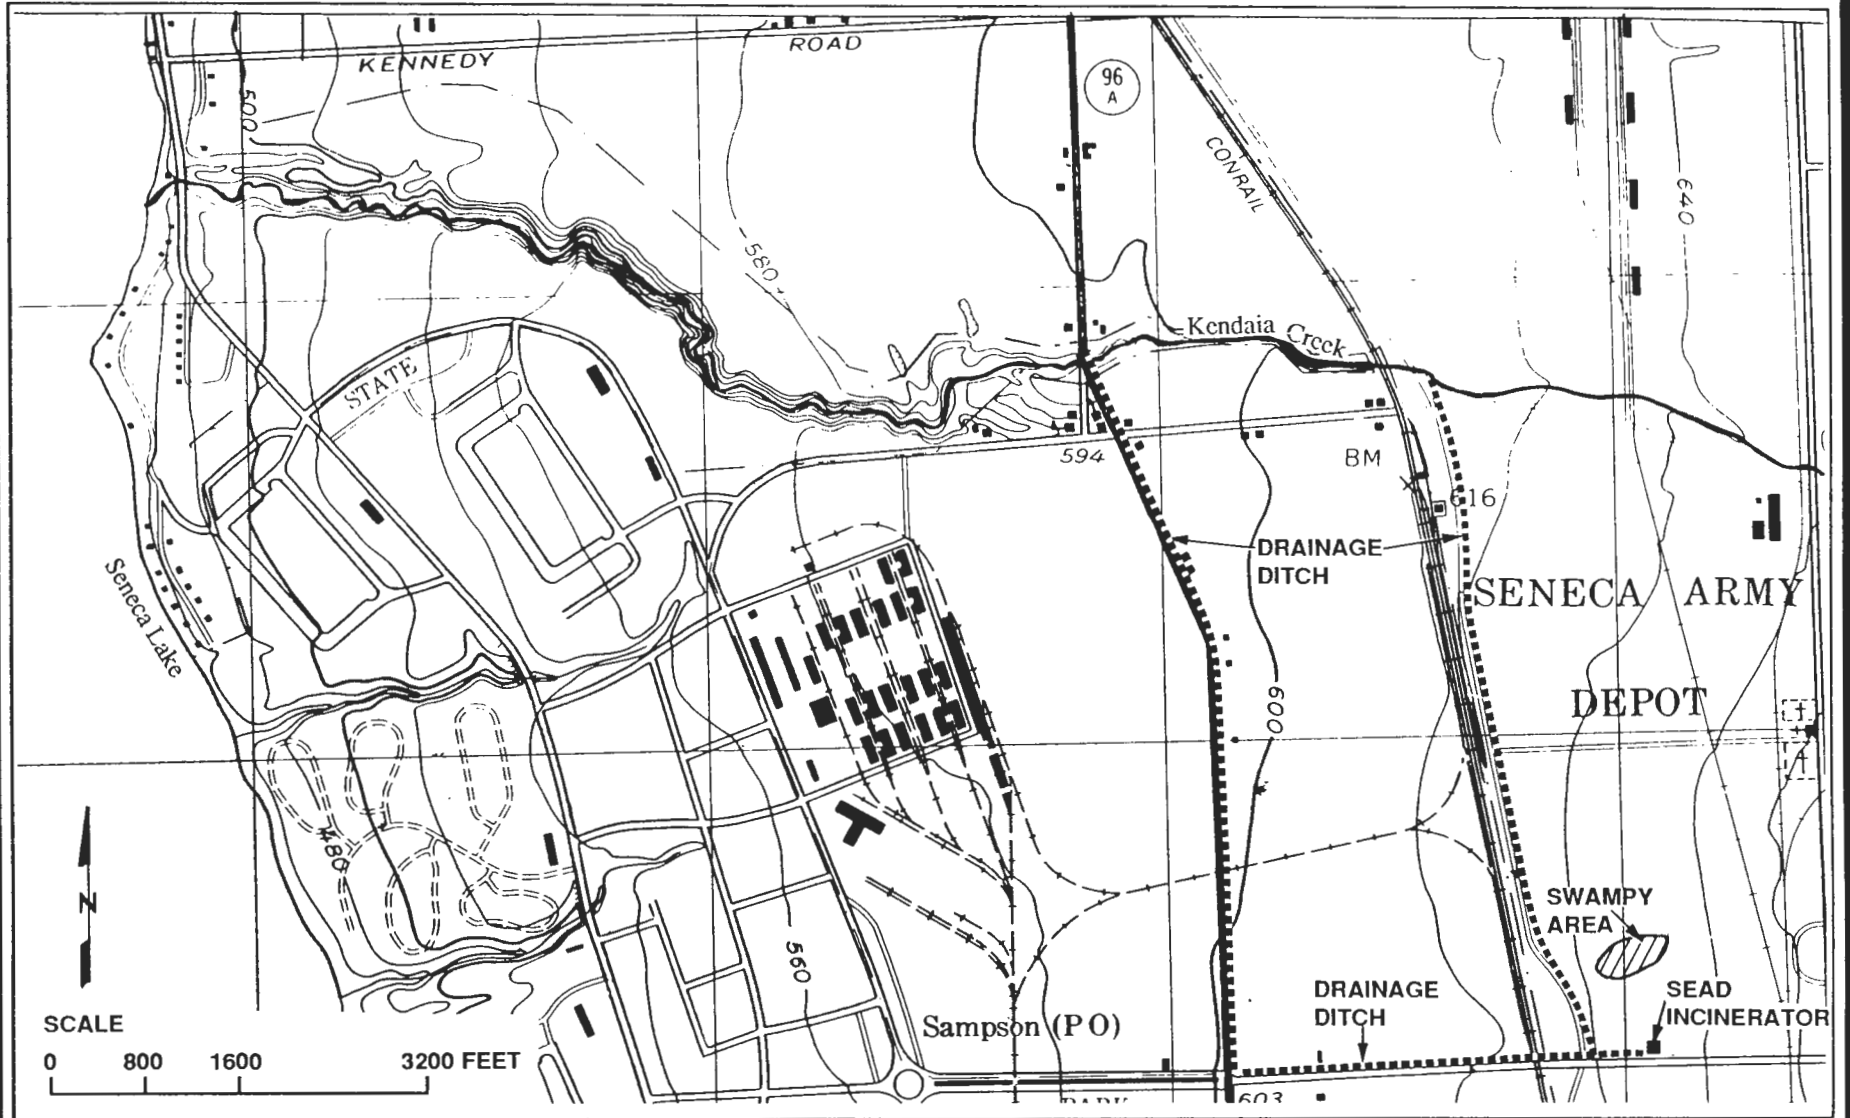 KENNEDY ROAD
96
A
500
CONRAIL
640
580
Kendaia Creek
STATE
594
BM
616
DRAINAGE
DITCH
SENECA ARMY
Seneca Lake
DEPOT
600
480
SWAMPY
AREA
560
DRAINAGE
DITCH
SEAD
INCINERATOR
N
Sampson (PO)
SCALE
0 800 1600 3200 FEET
603